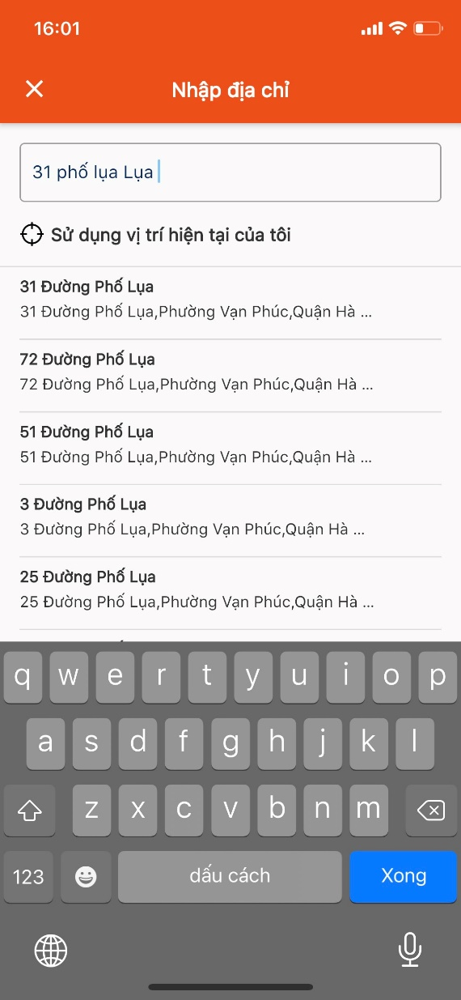 16:01
Nhập địa chỉ
31 phố lụa Lụa
Sử dụng vị trí hiện tại của tôi
31 Đường Phố Lụa
31 Đường Phố Lụa,Phường Vạn Phúc,Quận Hà ...
72 Đường Phố Lụa
72 Đường Phố Lụa,Phường Vạn Phúc,Quận Hà ...
51 Đường Phố Lụa
51 Đường Phố Lụa,Phường Vạn Phúc,Quận Hà ...
3 Đường Phố Lụa
3 Đường Phố Lụa,Phường Vạn Phúc,Quận Hà ...
25 Đường Phố Lụa
25 Đường Phố Lụa,Phường Vạn Phúc,Quận Hà ...
q w e r t y u i o p
a s d f g h j k l
z x c v b n m
123 dấu cách Xong